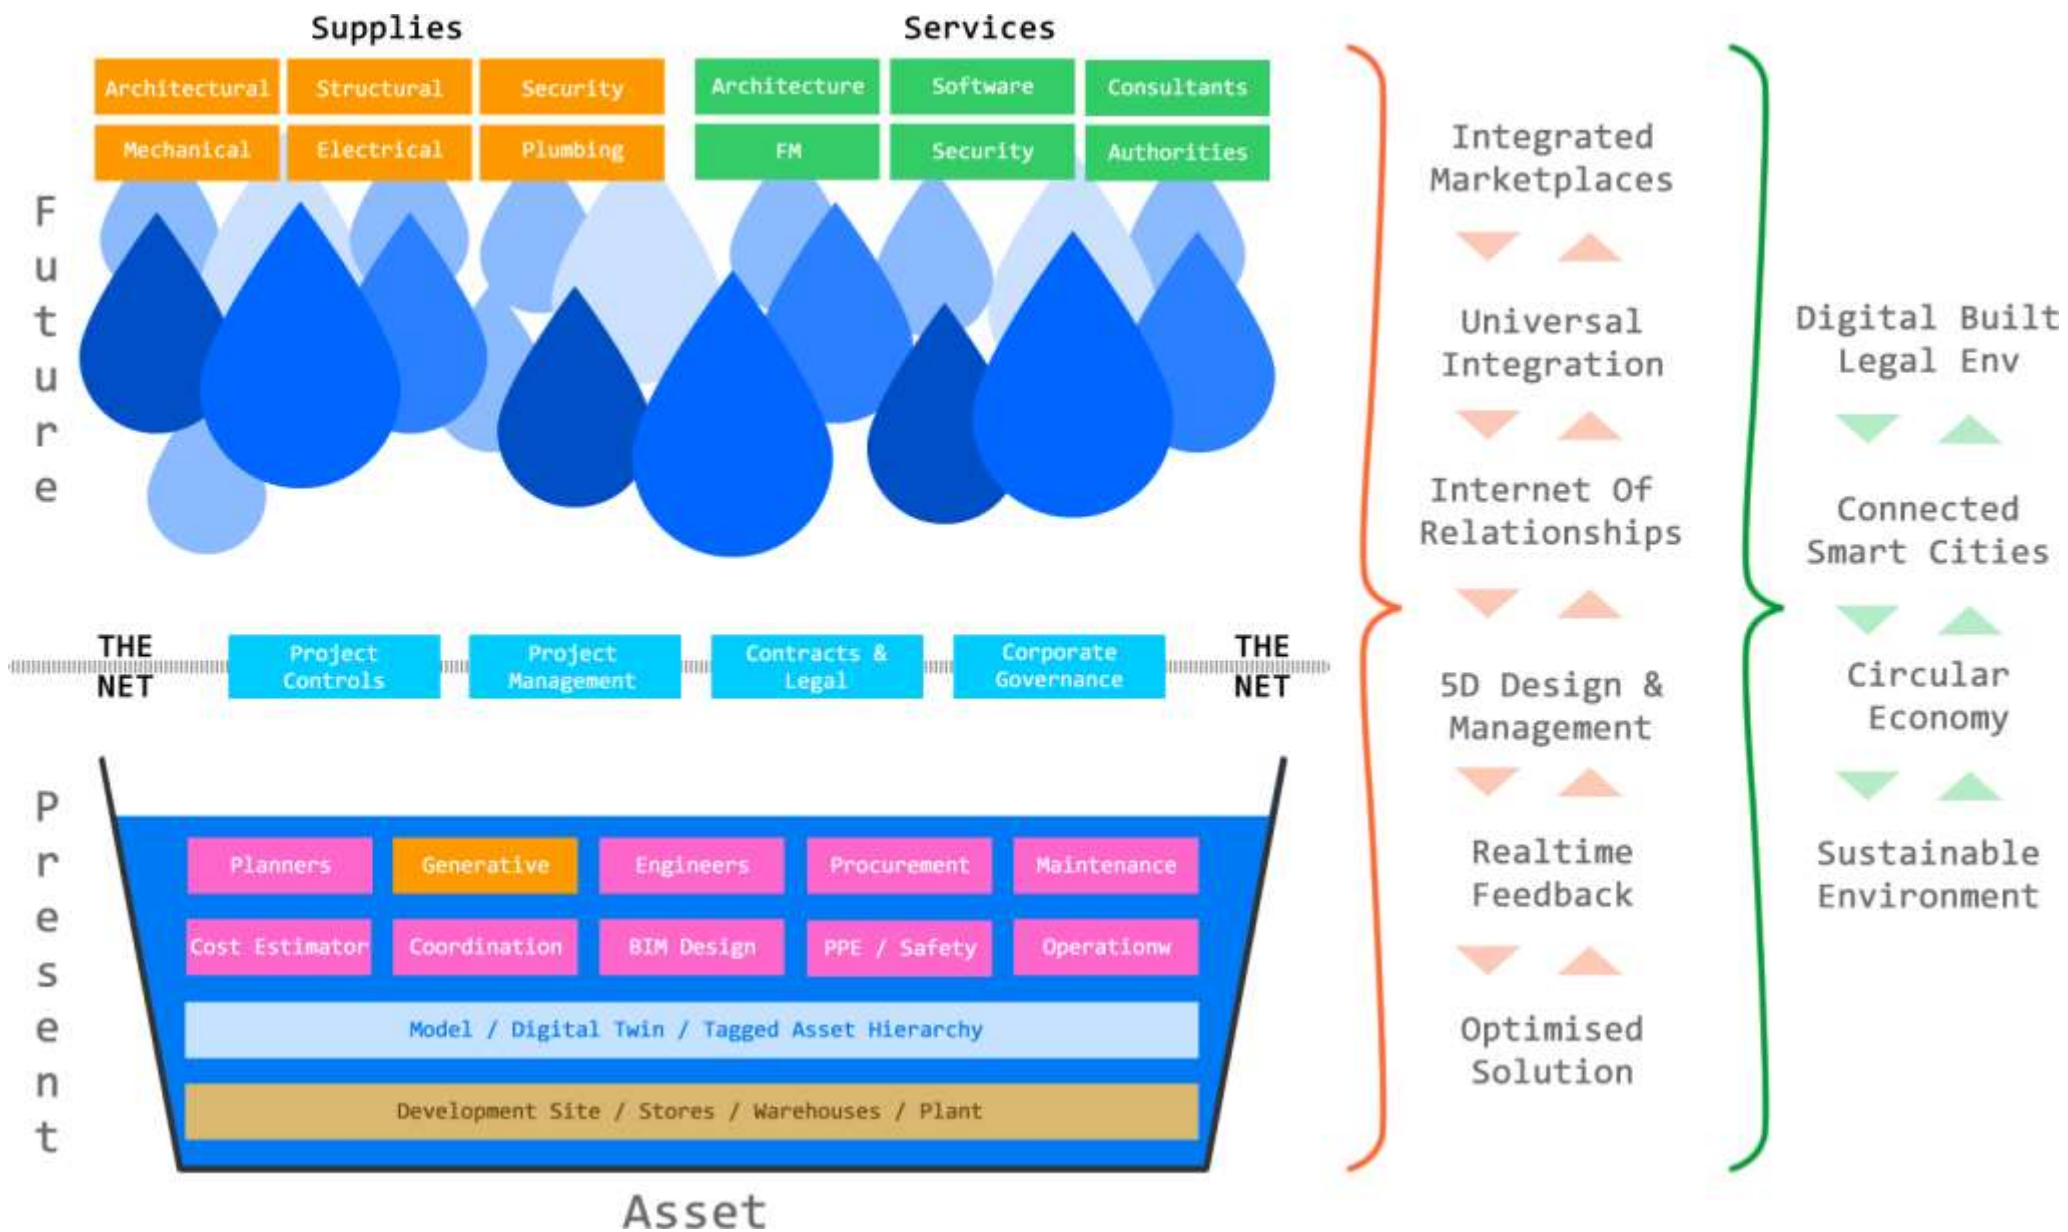 Supplies
Services
Architectural
Structural
Security
Architecture
Software
Consultants
Mechanical
Electrical
Plumbing
FM
Security
Authorities
Future
THE
NET
Project
Controls
Project
Management
Contracts &
Legal
Corporate
Governance
THE
NET
Present
Planners
Generative
Engineers
Procurement
Maintenance
Cost Estimator
Coordination
BIM Design
PPE / Safety
Operationw
Model / Digital Twin / Tagged Asset Hierarchy
Development Site / Stores / Warehouses / Plant
Asset
Integrated
Marketplaces
Universal
Integration
Internet Of
Relationships
5D Design &
Management
Realtime
Feedback
Optimised
Solution
Digital Built
Legal Env
Connected
Smart Cities
Circular
Economy
Sustainable
Environment